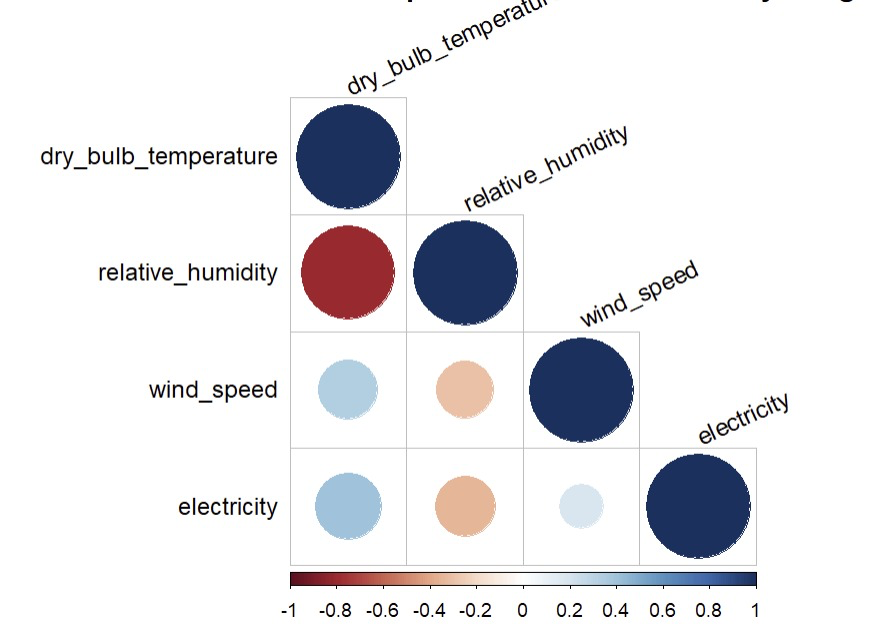 dry_bulb_temperatur
dry_bulb_temperature
relative_humidity
relative_humidity
wind_speed
wind_speed
electricity
electricity
-1 -0.8 -0.6 -0.4 -0.2 0 0.2 0.4 0.6 0.8 1